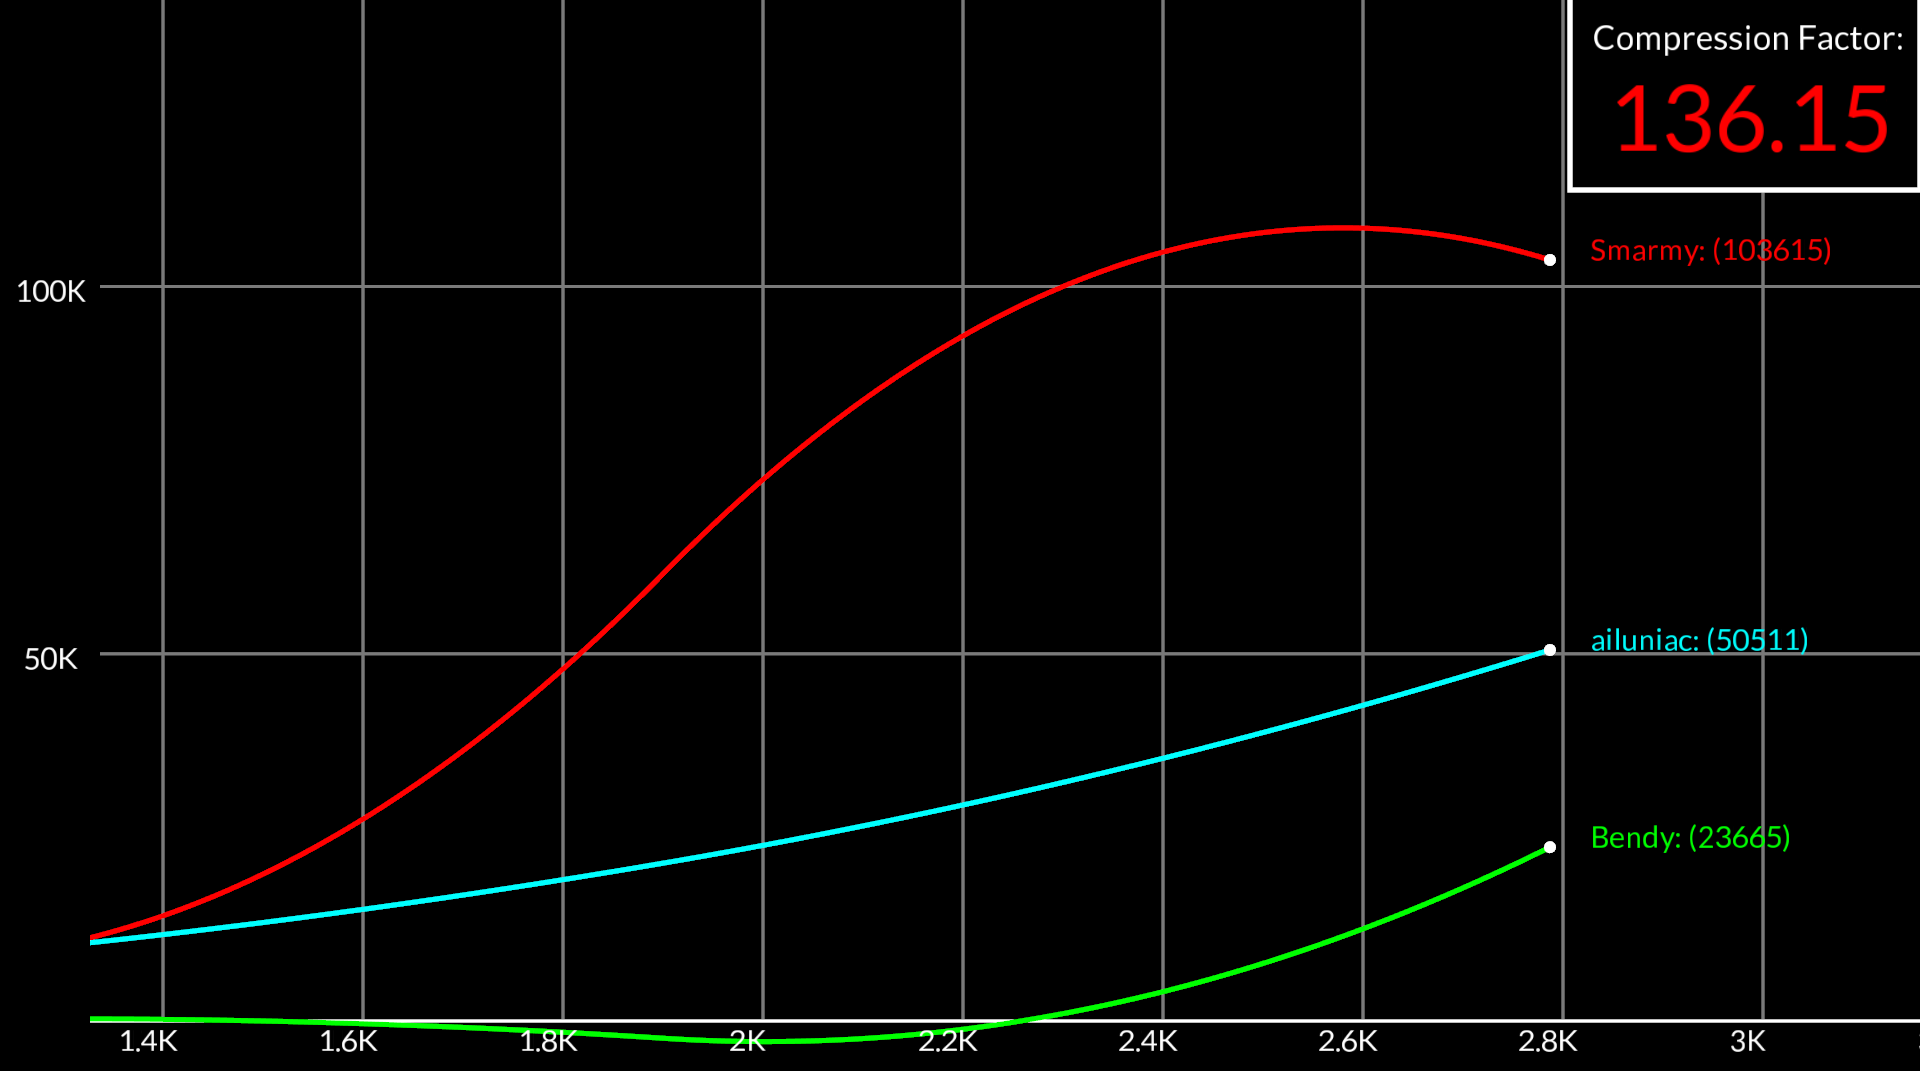 Compression Factor:
136.15
Smarmy: (103615)
100K
ailuniac: (50511)
50K
Bendy: (23665)
1.4K 1.6K 1.8K 2K 2.2K 2.4K 2.6K 2.8K 3K